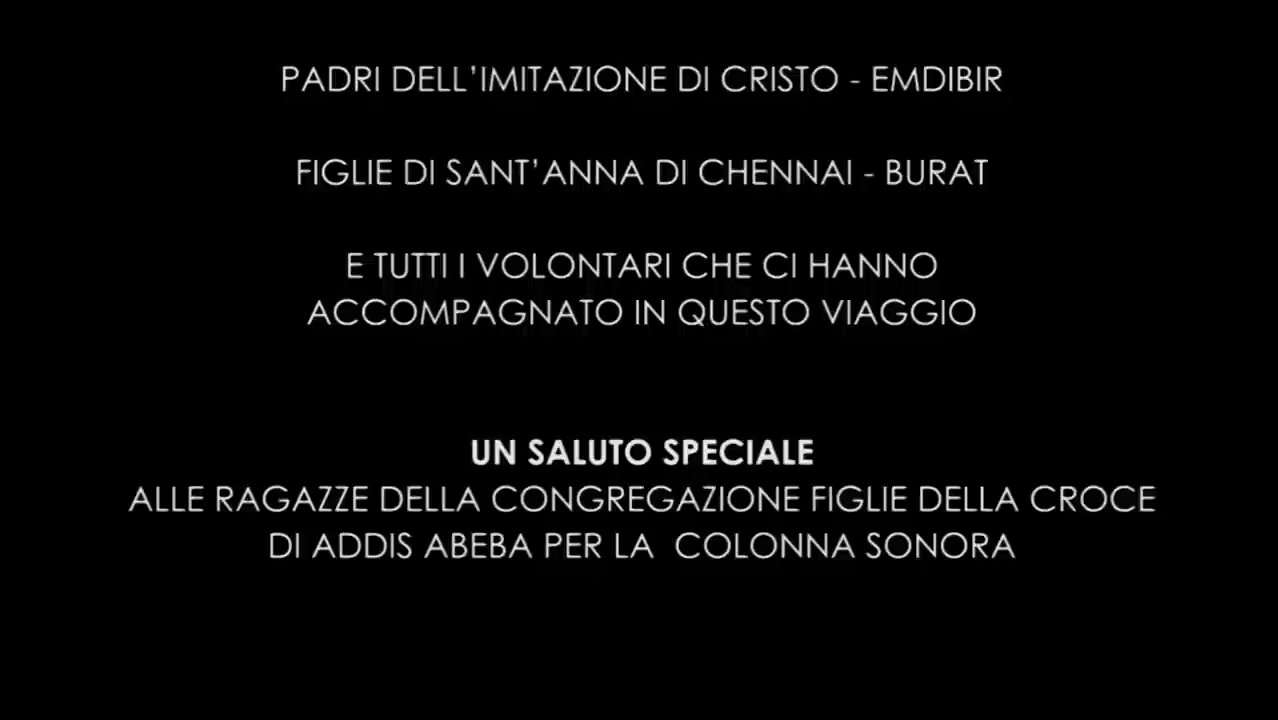 PADRI DELL’IMITAZIONE DI CRISTO - EMDIBIR
FIGLIE DI SANT’ANNA DI CHENNAI - BURAT
E TUTTI I VOLONTARI CHE CI HANNO
ACCOMPAGNATO IN QUESTO VIAGGIO
UN SALUTO SPECIALE
ALLE RAGAZZE DELLA CONGREGAZIONE FIGLIE DELLA CROCE
DI ADDIS ABEBA PER LA  COLONNA SONORA